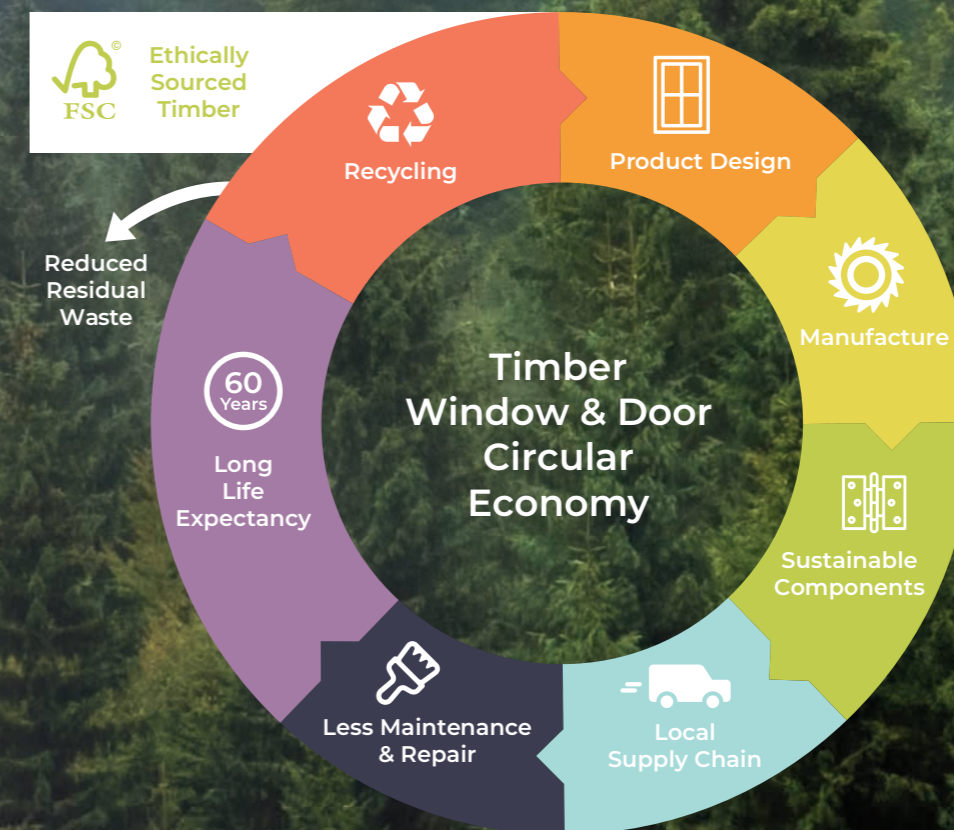 ©
FSC
Ethically
Sourced
Timber
Recycling
Product Design
Manufacture
Sustainable
Components
Local
Supply Chain
Less Maintenance
& Repair
60
Years
Long
Life
Expectancy
Reduced
Residual
Waste
Timber
Window & Door
Circular
Economy